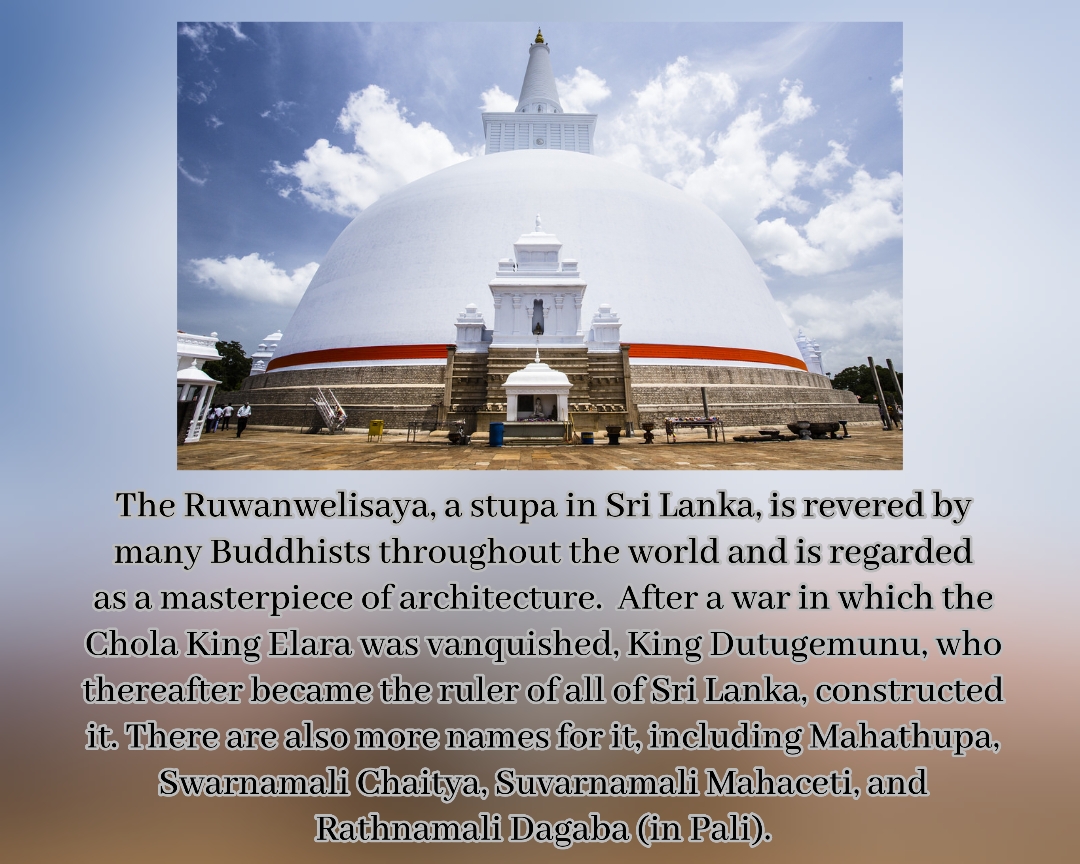 The Ruwanwelisaya, a stupa in Sri Lanka, is revered by
many Buddhists throughout the world and is regarded
as a masterpiece of architecture.  After a war in which the
Chola King Elara was vanquished, King Dutugemunu, who
thereafter became the ruler of all of Sri Lanka, constructed
it. There are also more names for it, including Mahathupa,
Swarnamali Chaitya, Suvarnamali Mahaceti, and
Rathnamali Dagaba (in Pali).